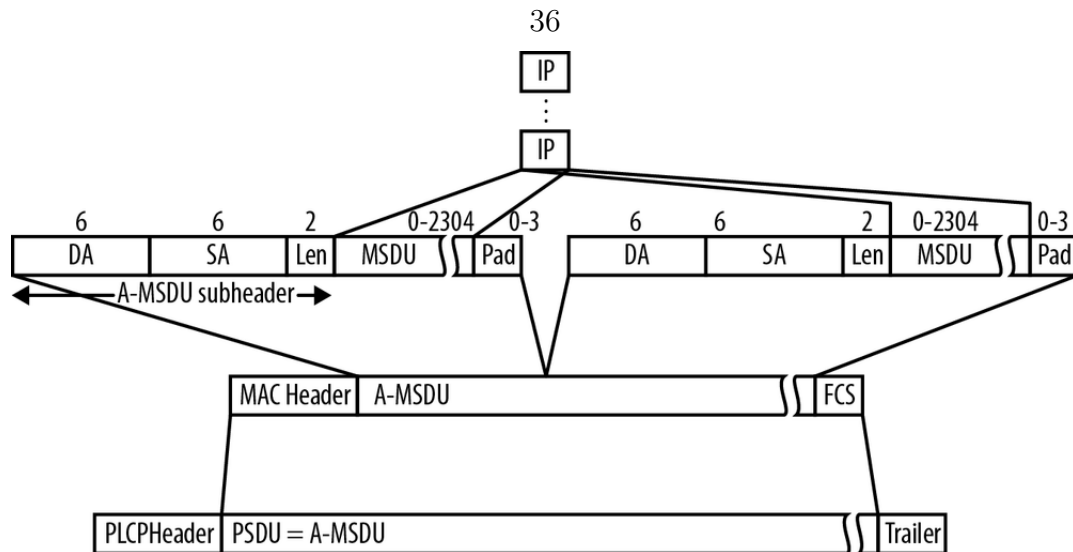 36
IP
IP
6 6 2 0-2304 0-3 6 6 2 0-2304 0-3
DA SA Len MSDU Pad DA SA Len MSDU Pad
A-MSDU subheader
MAC Header A-MSDU FCS
PLCPHeader PSDU = A-MSDU Trailer